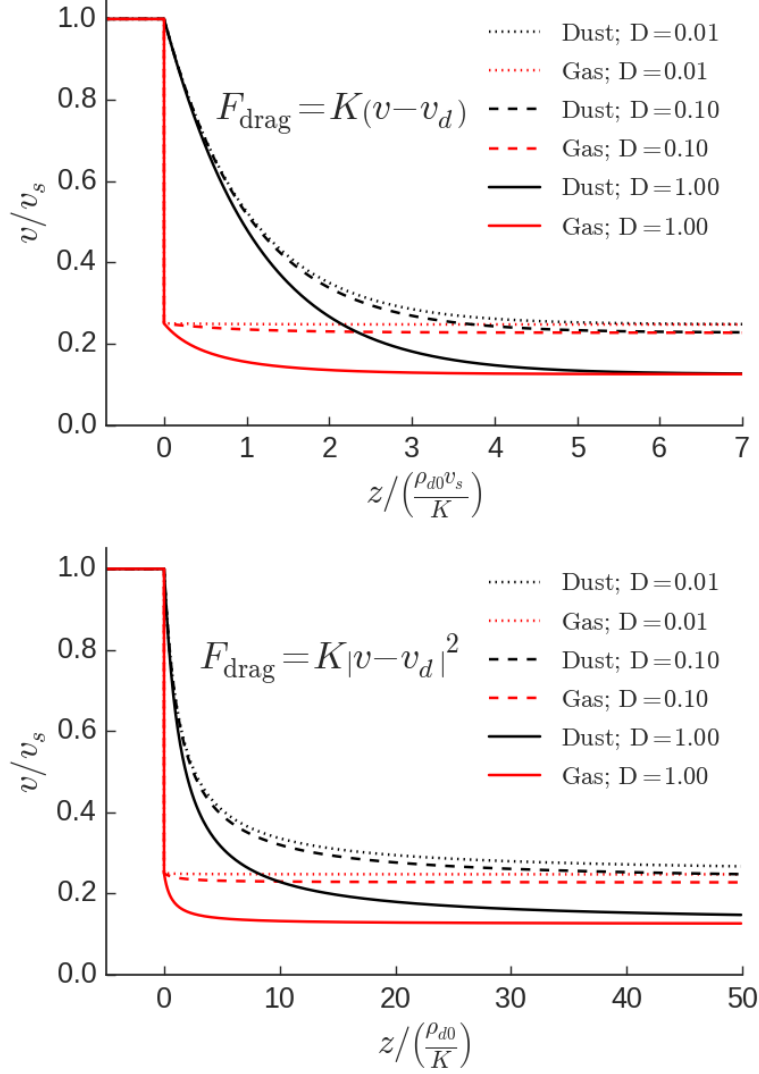 1.0
0.8
0.6
0.4
0.2
0.0
v/v_s
F_drag = K(v−v_d)
Dust; D=0.01
Gas; D=0.01
Dust; D=0.10
Gas; D=0.10
Dust; D=1.00
Gas; D=1.00
0 1 2 3 4 5 6 7
z/(ρ_d0 v_s / K)
1.0
0.8
0.6
0.4
0.2
0.0
v/v_s
F_drag = K|v−v_d|^2
Dust; D=0.01
Gas; D=0.01
Dust; D=0.10
Gas; D=0.10
Dust; D=1.00
Gas; D=1.00
0 10 20 30 40 50
z/(ρ_d0 / K)